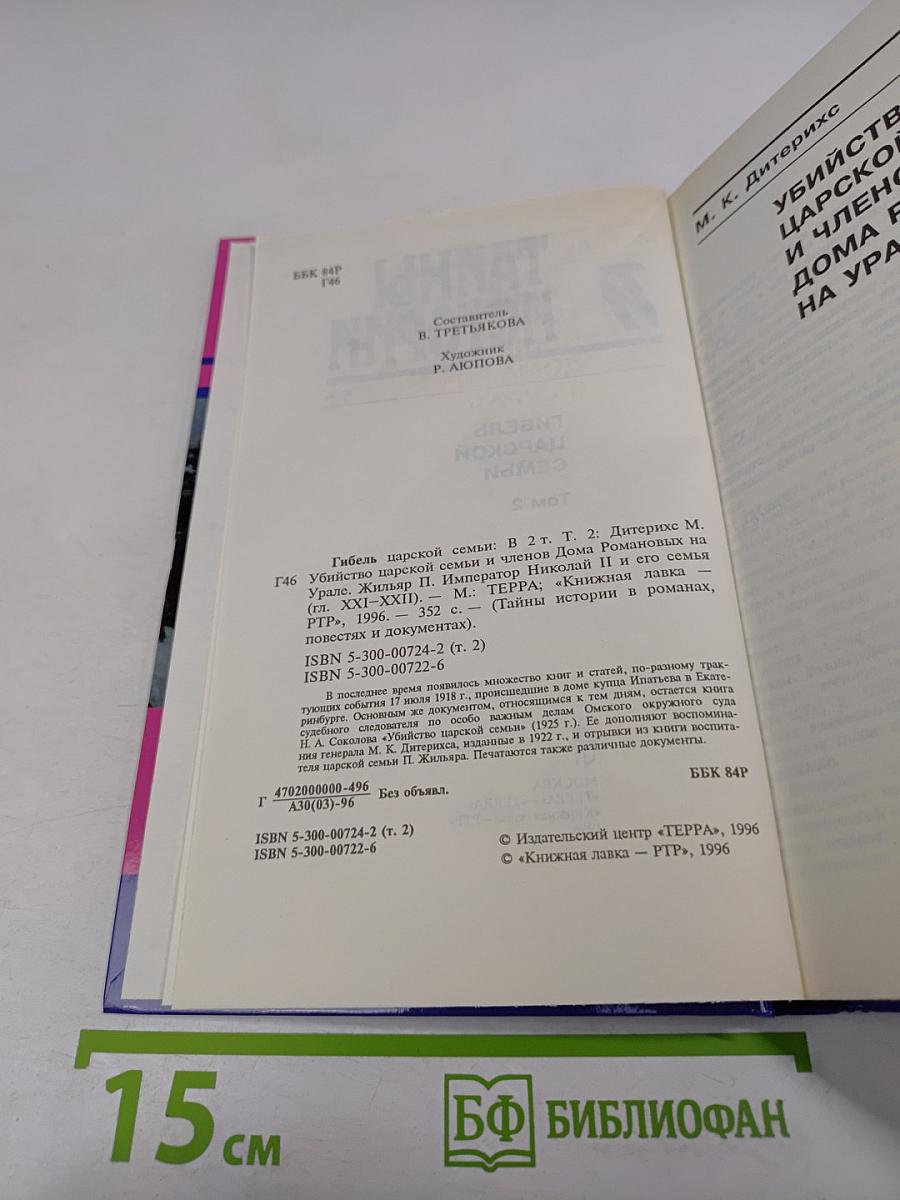 ББК 84Р
Г46
Составитель
В. ТРЕТЬЯКОВА
Художник
Р. АЮПОВА
ТАЙНЫ
ИСТОРИИ
ГИБЕЛЬ
ЦАРСКОЙ
СЕМЬИ
Том 2
Гибель царской семьи: В 2 т. Т. 2: Дитерихс М.
Г46 Убийство царской семьи и членов Дома Романовых на
Урале. Жильяр П. Император Николай II и его семья
(гл. XXI—XXII). — М.: ТЕРРА; «Книжная лавка —
РТР», 1996. — 352 с. — (Тайны истории в романах,
повестях и документах).
ISBN 5-300-00724-2 (т. 2)
ISBN 5-300-00722-6
В последнее время появилось множество книг и статей, по-разному трак-
тующих события 17 июля 1918 г., происшедшие в доме купца Ипатьева в Екате-
ринбурге. Основным же документом, относящимся к тем дням, остается книга
судебного следователя по особо важным делам Омского окружного суда
Н. А. Соколова «Убийство царской семьи» (1925 г.). Ее дополняют воспомина-
ния генерала М. К. Дитерихса, изданные в 1922 г., и отрывки из книги воспита-
теля царской семьи П. Жильяра. Печатаются также различные документы.
Г 4702000000-496
А30(03)-96 Без объявл.
ББК 84Р
ISBN 5-300-00724-2 (т. 2)
ISBN 5-300-00722-6
© Издательский центр «ТЕРРА», 1996
© «Книжная лавка — РТР», 1996
М. К. Дитерихс
УБИЙСТВ
ЦАРСКОЙ
И ЧЛЕНО
ДОМА
НА УРА
15 см
БФ БИБЛИОФАН